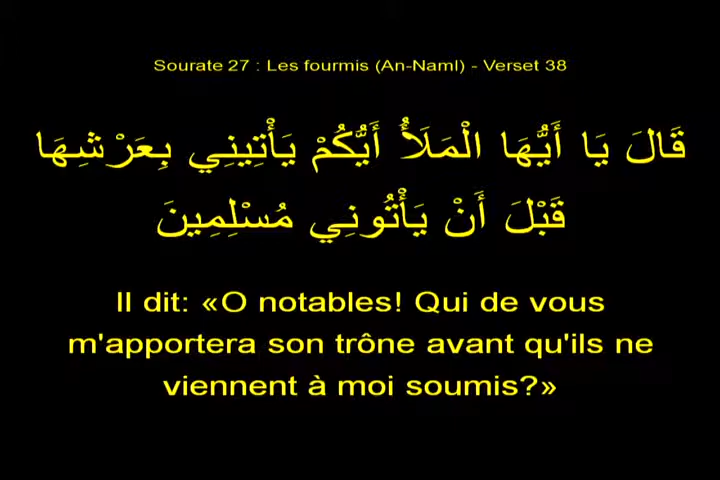 Sourate 27 : Les fourmis (An-Naml) - Verset 38
قَالَ يَا أَيُّهَا الْمَلَأُ أَيُّكُمْ يَأْتِينِي بِعَرْشِهَا
قَبْلَ أَنْ يَأْتُونِي مُسْلِمِينَ
Il dit: «O notables! Qui de vous
m'apportera son trône avant qu'ils ne
viennent à moi soumis?»